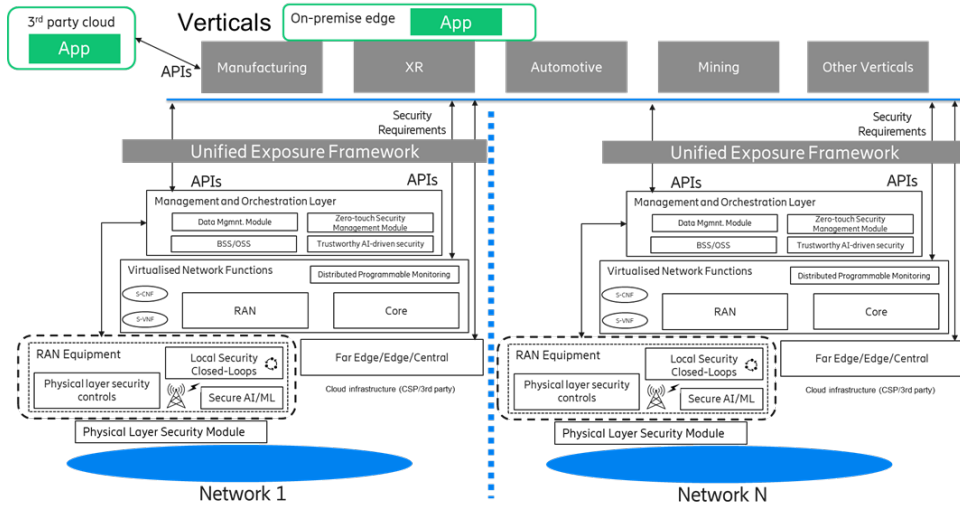 3rd party cloud
App
Verticals
On-premise edge
App
APIs
Manufacturing
XR
Automotive
Mining
Other Verticals
Security
Requirements
Unified Exposure Framework
APIs
APIs
Management and Orchestration Layer
Data Mgmnt. Module
Zero-touch Security
Management Module
BSS/OSS
Trustworthy AI-driven security
Virtualised Network Functions
Distributed Programmable Monitoring
S-CNF
S-VNF
RAN
Core
RAN Equipment
Local Security
Closed-Loops
Physical layer security
controls
Secure AI/ML
Far Edge/Edge/Central
Cloud infrastructure (CSP/3rd party)
Physical Layer Security Module
Network 1
Security
Requirements
Unified Exposure Framework
APIs
APIs
Management and Orchestration Layer
Data Mgmnt. Module
Zero-touch Security
Management Module
BSS/OSS
Trustworthy AI-driven security
Virtualised Network Functions
Distributed Programmable Monitoring
S-CNF
S-VNF
RAN
Core
RAN Equipment
Local Security
Closed-Loops
Physical layer security
controls
Secure AI/ML
Far Edge/Edge/Central
Cloud infrastructure (CSP/3rd party)
Physical Layer Security Module
Network N